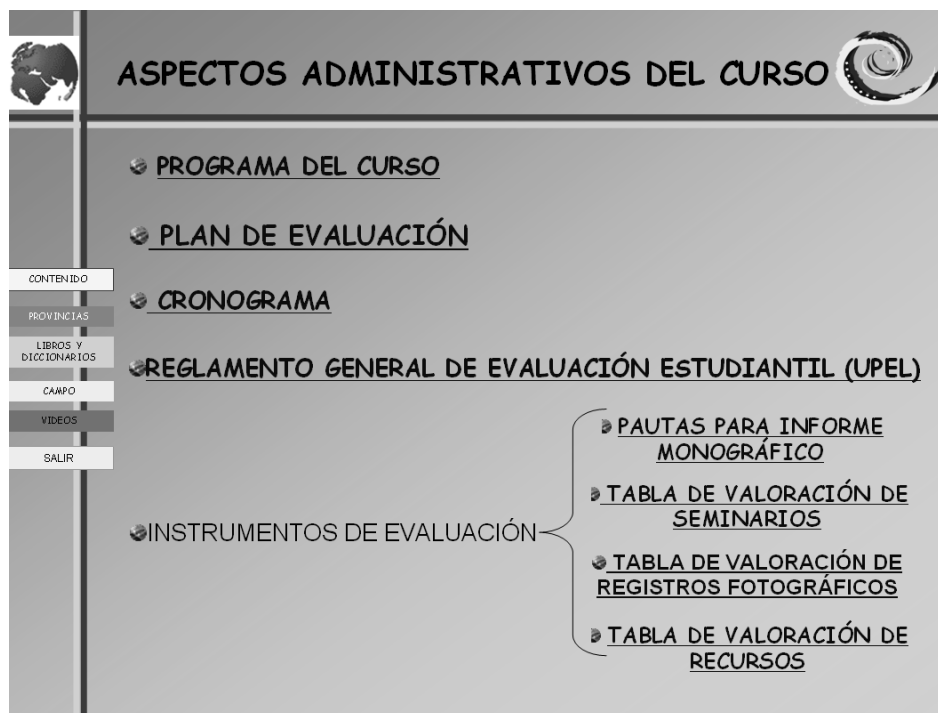 ASPECTOS ADMINISTRATIVOS DEL CURSO
PROGRAMA DEL CURSO
PLAN DE EVALUACIÓN
CRONOGRAMA
REGLAMENTO GENERAL DE EVALUACIÓN ESTUDIANTIL (UPEL)
INSTRUMENTOS DE EVALUACIÓN
PAUTAS PARA INFORME
MONOGRÁFICO
TABLA DE VALORACIÓN DE
SEMINARIOS
TABLA DE VALORACIÓN DE
REGISTROS FOTOGRÁFICOS
TABLA DE VALORACIÓN DE
RECURSOS
CONTENIDO
PROVINCIAS
LIBROS Y
DICCIONARIOS
CAMPO
VIDEOS
SALIR